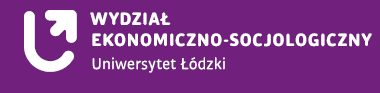 WYDZIAŁ
EKONOMICZNO-SOCJOLOGICZNY
Uniwersytet Łódzki